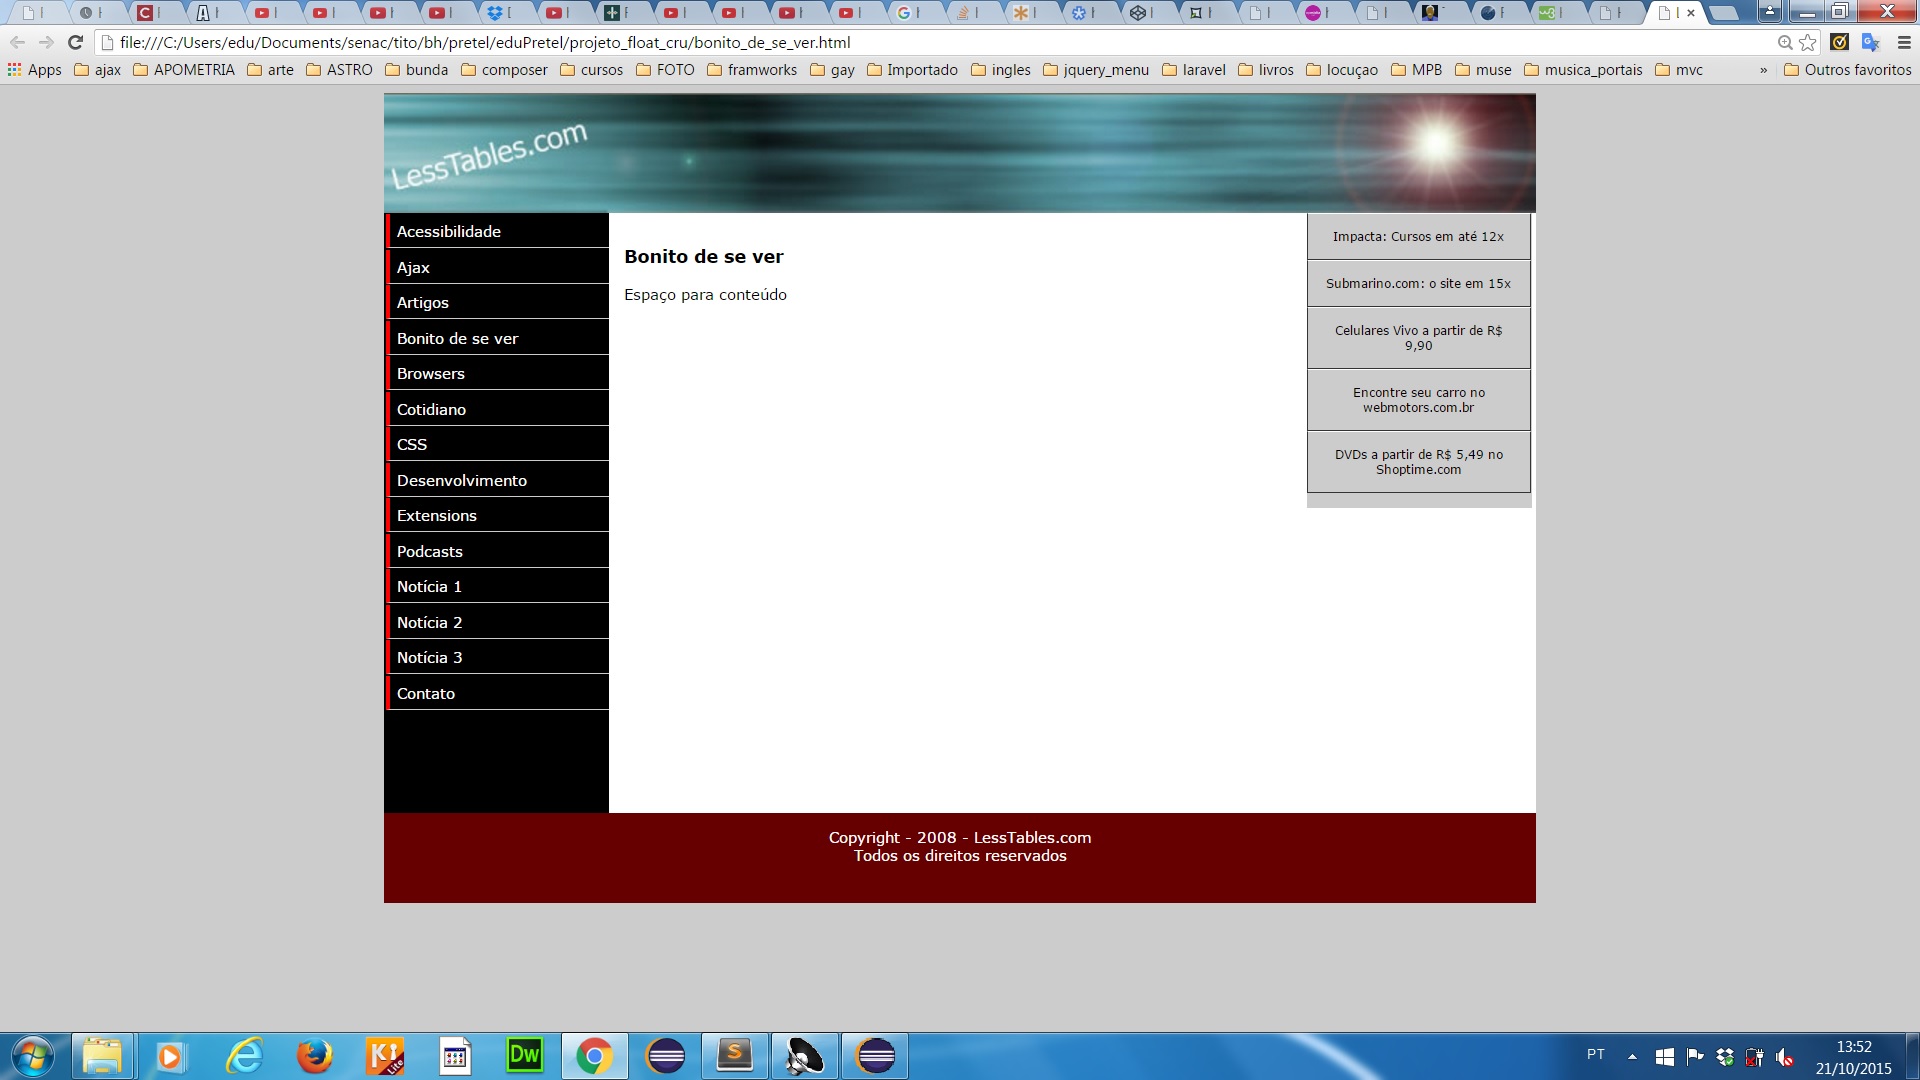 file:///C:/Users/edu/Documents/senac/tito/bh/pretel/eduPretel/projeto_float_cru/bonito_de_se_ver.html
Apps ajax APOMETRIA arte ASTRO bunda composer cursos FOTO framworks gay Importado ingles jquery_menu laravel livros locuçao MPB muse musica_portais mvc » Outros favoritos
LessTables.com
Acessibilidade
Ajax
Artigos
Bonito de se ver
Browsers
Cotidiano
CSS
Desenvolvimento
Extensions
Podcasts
Notícia 1
Notícia 2
Notícia 3
Contato
Bonito de se ver
Espaço para conteúdo
Impacta: Cursos em até 12x
Submarino.com: o site em 15x
Celulares Vivo a partir de R$
9,90
Encontre seu carro no
webmotors.com.br
DVDs a partir de R$ 5,49 no
Shoptime.com
Copyright - 2008 - LessTables.com
Todos os direitos reservados
Ki Lite
Dw
PT
13:52
21/10/2015